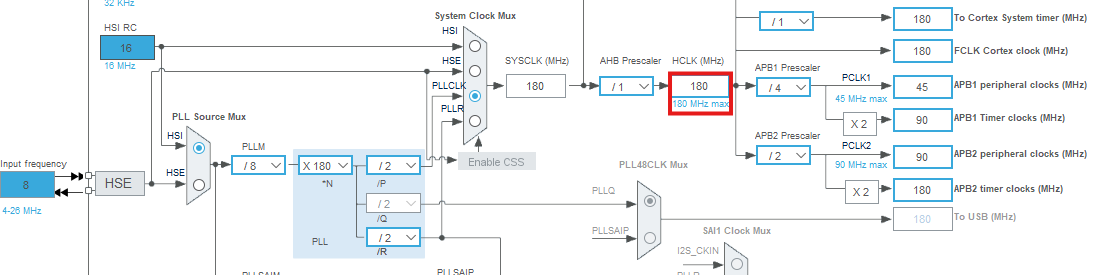 32 KHz
System Clock Mux
/ 1
180
To Cortex System timer (MHz)
HSI RC
HSI
16
16 MHz
180
FCLK Cortex clock (MHz)
HSE
SYSCLK (MHz)
AHB Prescaler
HCLK (MHz)
APB1 Prescaler
PLLCLK
180
/ 1
180
180 MHz max
/ 4
PCLK1
45 MHz max
45
APB1 peripheral clocks (MHz)
PLLR
X 2
90
APB1 Timer clocks (MHz)
PLL Source Mux
HSI
PLLM
APB2 Prescaler
/ 2
PCLK2
90 MHz max
90
APB2 peripheral clocks (MHz)
Input frequency
8
4-26 MHz
HSE
HSE
/ 8
X 180
*N
/ 2
/P
Enable CSS
PLL48CLK Mux
X 2
180
APB2 timer clocks (MHz)
/ 2
/Q
PLLQ
180
To USB (MHz)
PLL
/ 2
/R
PLLSAIP
SAI1 Clock Mux
I2S_CKIN
PLLSAIM
PLLSAIP
PLLR